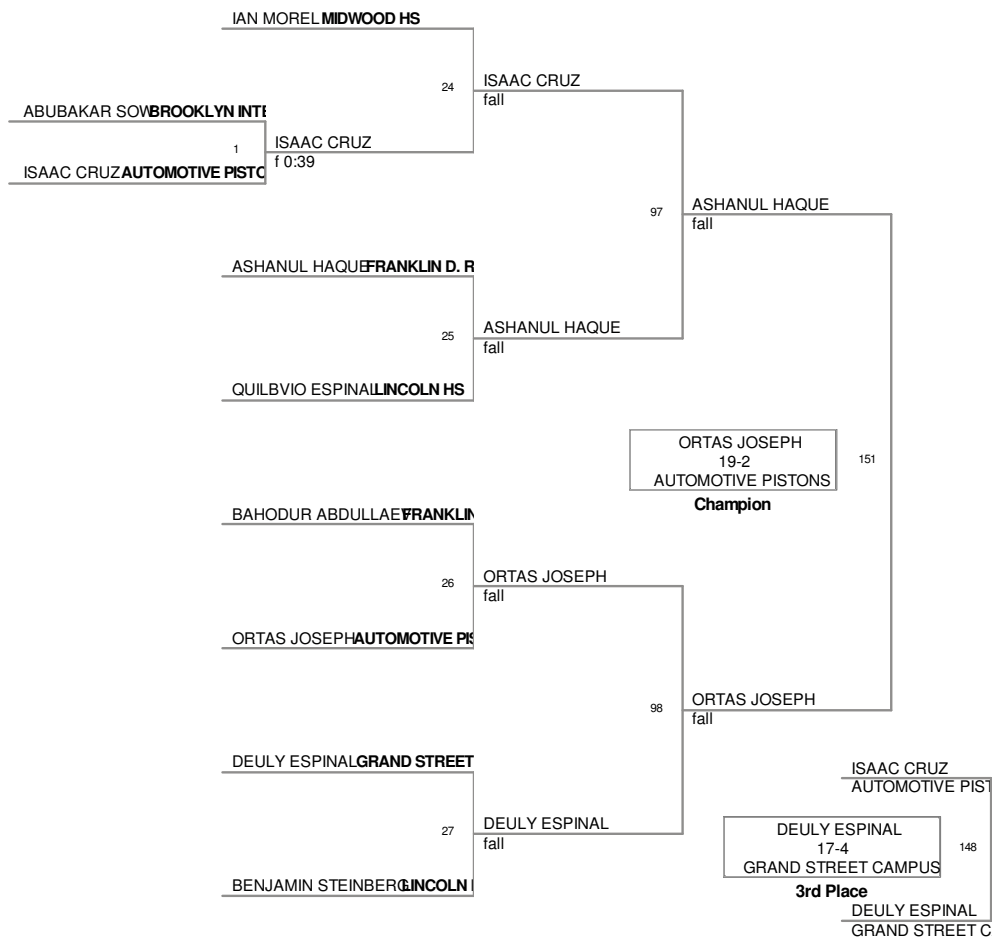 IAN MOREL MIDWOOD HS
24
ISAAC CRUZ
fall
ABUBAKAR SOW BROOKLYN INTE
1
ISAAC CRUZ
f 0:39
ISAAC CRUZ AUTOMOTIVE PISTO
97
ASHANUL HAQUE
fall
ASHANUL HAQUE FRANKLIN D. R
25
ASHANUL HAQUE
fall
QUILBVIO ESPINAL LINCOLN HS
ORTAS JOSEPH
19-2
AUTOMOTIVE PISTONS
151
Champion
BAHODUR ABDULLAEV FRANKLIN
26
ORTAS JOSEPH
fall
ORTAS JOSEPH AUTOMOTIVE PIS
98
ORTAS JOSEPH
fall
DEULY ESPINAL GRAND STREET
27
DEULY ESPINAL
fall
BENJAMIN STEINBERG LINCOLN
ISAAC CRUZ
AUTOMOTIVE PIST
DEULY ESPINAL
17-4
GRAND STREET CAMPUS
148
3rd Place
DEULY ESPINAL
GRAND STREET C